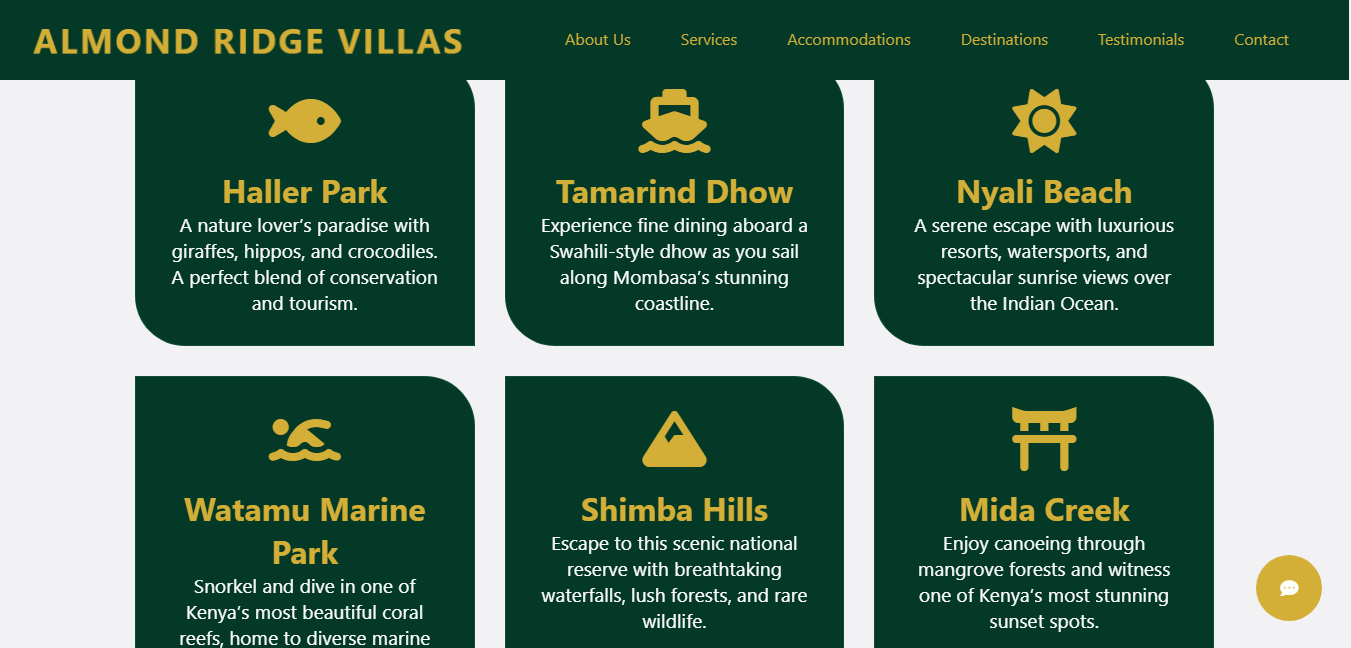 ALMOND RIDGE VILLAS
About Us
Services
Accommodations
Destinations
Testimonials
Contact
Haller Park
A nature lover’s paradise with
giraffes, hippos, and crocodiles.
A perfect blend of conservation
and tourism.
Tamarind Dhow
Experience fine dining aboard a
Swahili-style dhow as you sail
along Mombasa’s stunning
coastline.
Nyali Beach
A serene escape with luxurious
resorts, watersports, and
spectacular sunrise views over
the Indian Ocean.
Watamu Marine
Park
Snorkel and dive in one of
Kenya’s most beautiful coral
reefs, home to diverse marine
Shimba Hills
Escape to this scenic national
reserve with breathtaking
waterfalls, lush forests, and rare
wildlife.
Mida Creek
Enjoy canoeing through
mangrove forests and witness
one of Kenya’s most stunning
sunset spots.